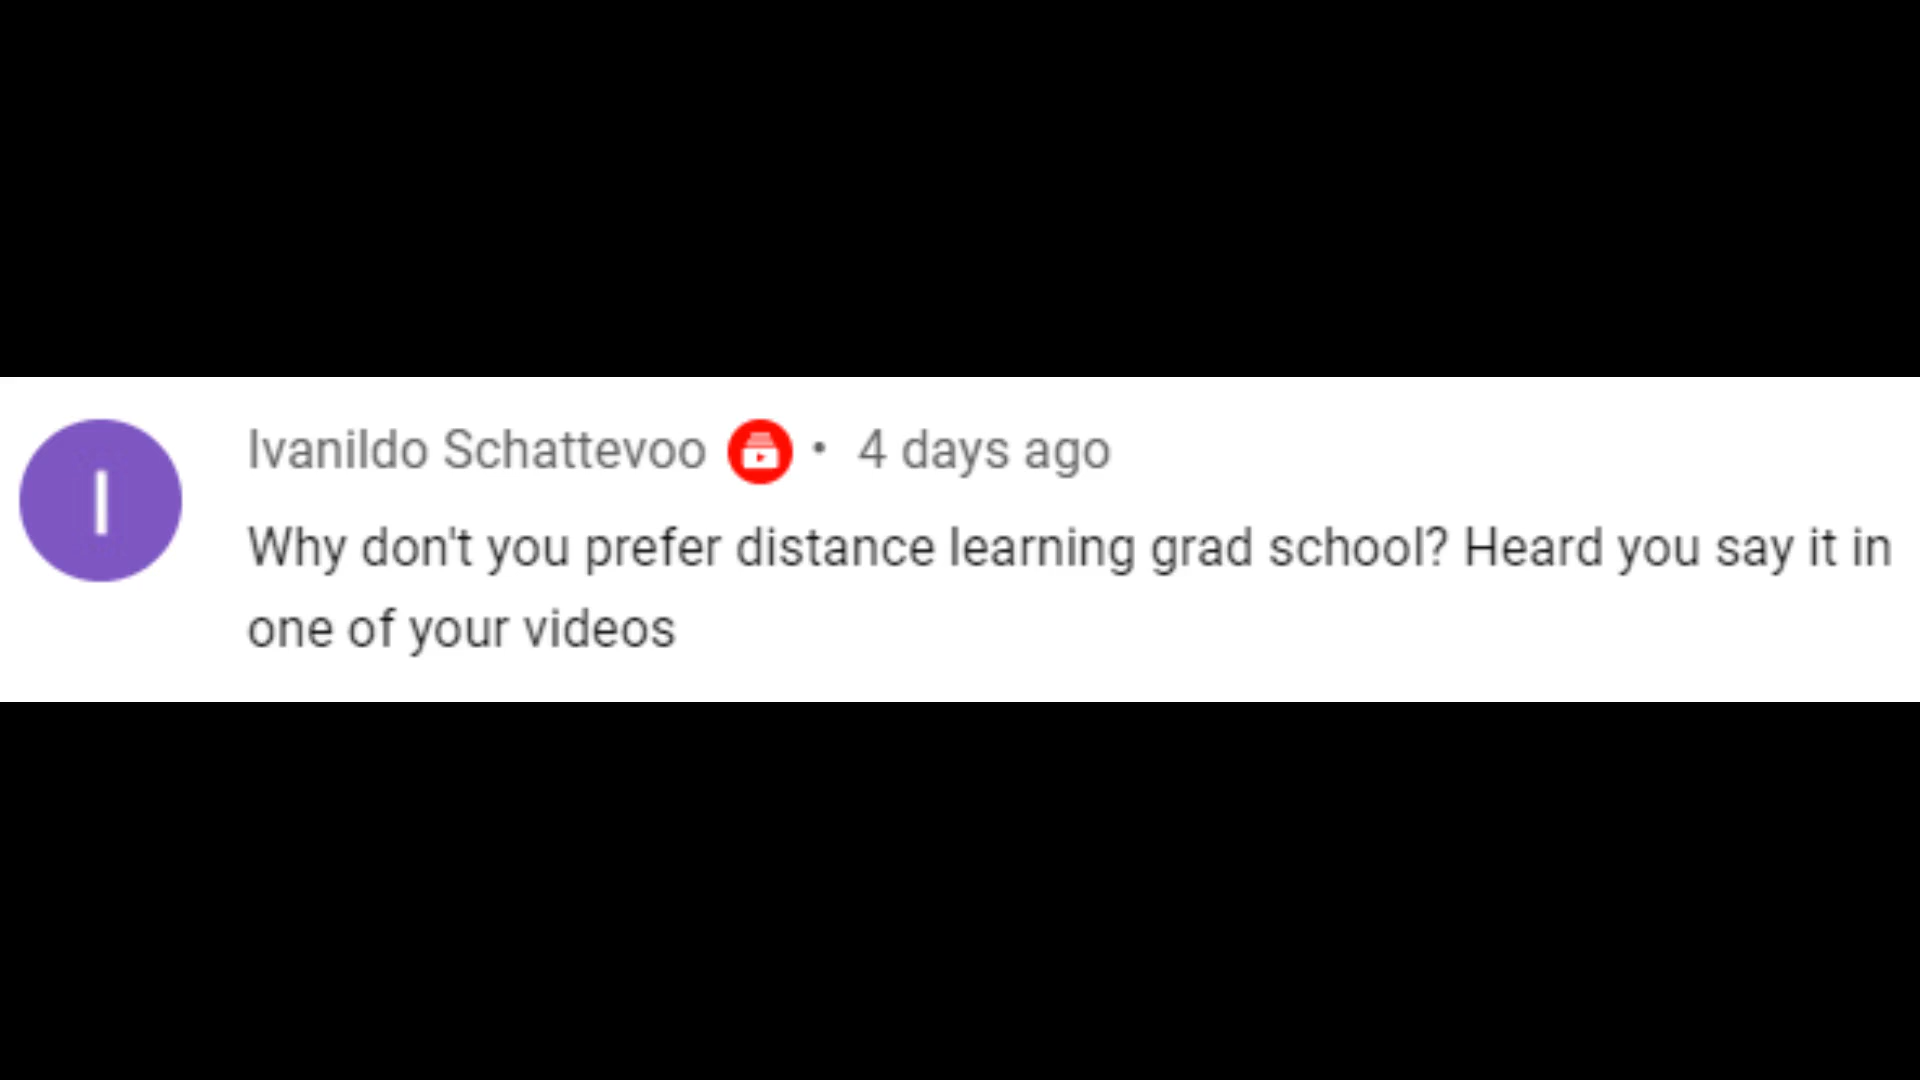 I
Ivanildo Schattevoo • 4 days ago
Why don't you prefer distance learning grad school? Heard you say it in
one of your videos